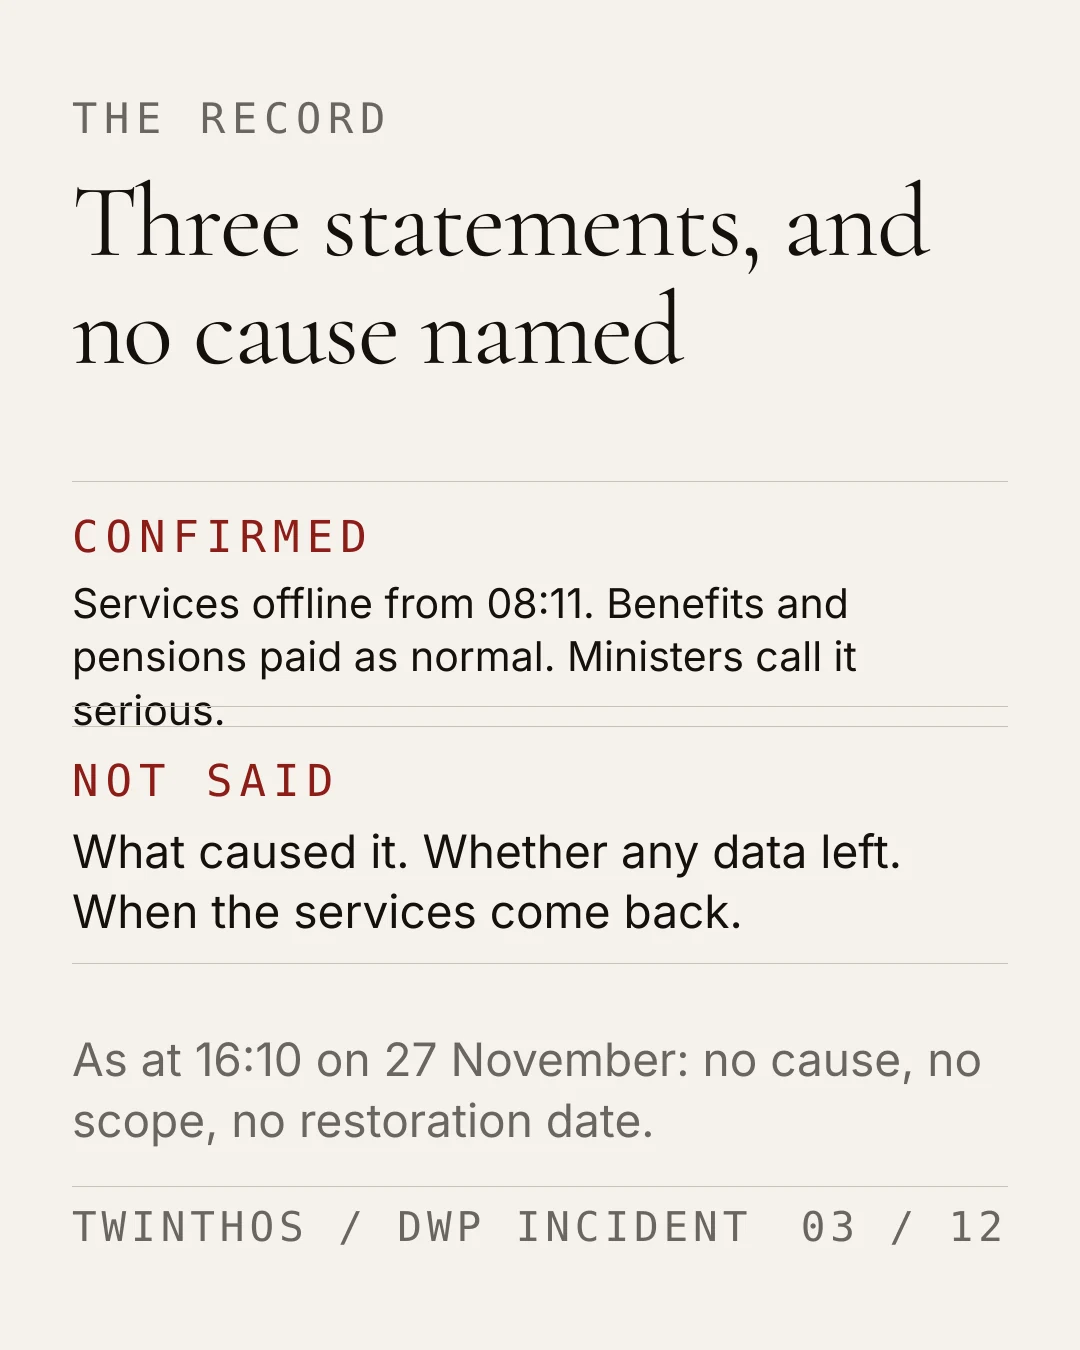 THE RECORD
Three statements, and
no cause named
CONFIRMED
Services offline from 08:11. Benefits and
pensions paid as normal. Ministers call it
serious.
NOT SAID
What caused it. Whether any data left.
When the services come back.
As at 16:10 on 27 November: no cause, no
scope, no restoration date.
TWINTHOS / DWP INCIDENT 03 / 12